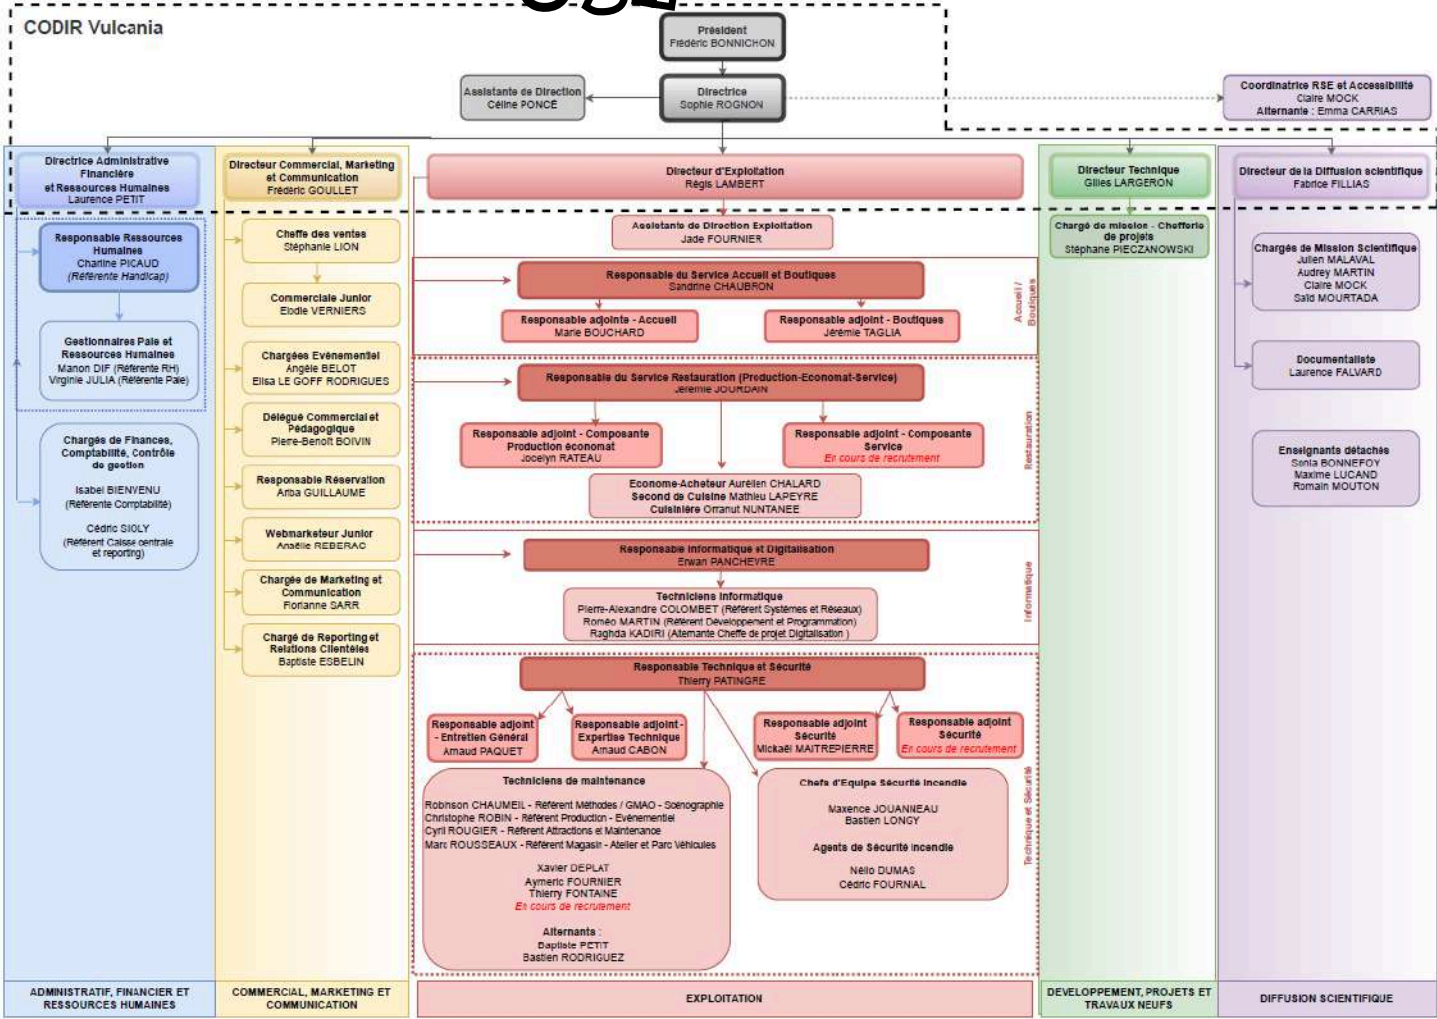 CODIR Vulcania
Président
Frédéric BONNICHON
Assistante de Direction
Céline PONCÉ
Directrice
Sophie ROGNON
Coordinatrice RSE et Accessibilité
Claire MOCK
Alternante : Emma CARRIAS
Directrice Administrative
Financière
et Ressources Humaines
Laurence PETIT
Directeur Commercial, Marketing
et Communication
Frédéric GOULLET
Directeur d'Exploitation
Régis LAMBERT
Directeur Technique
Gilles LARGERON
Directeur de la Diffusion scientifique
Fabrice FILLIAS
Responsable Ressources
Humaines
Charline PICAUD
(Référente Handicap)
Gestionnaires Paie et
Ressources Humaines
Manon DIF (Référente RH)
Virginie JULIA (Référente Paie)
Chargés de Finances,
Comptabilité, Contrôle
de gestion
Isabel BIENVENU
(Référente Comptabilité)
Cédric SIOLY
(Référent Caisse centrale
et reporting)
Cheffe des ventes
Stéphanie LION
Commerciale Junior
Elodie VERNIERS
Chargées Evènementiel
Angèle BELOT
Elisa LE GOFF RODRIGUES
Délégué Commercial et
Pédagogique
Pierre-Benoît BOIVIN
Responsable Réservation
Ariba GUILLAUME
Webmarketeur Junior
Anaëlle REBERAC
Chargée de Marketing et
Communication
Florianne SARR
Chargé de Reporting et
Relations Clientèles
Baptiste ESBELIN
Assistante de Direction Exploitation
Jade FOURNIER
Responsable du Service Accueil et Boutiques
Sandrine CHAUBRON
Responsable adjointe - Accueil
Marie BOUCHARD
Responsable adjoint - Boutiques
Jérémie TAGLIA
Accueil /
Boutiques
Responsable du Service Restauration (Production-Economat-Service)
Jérémie JOURDAIN
Responsable adjoint - Composante
Production économat
Jocelyn RATEAU
Responsable adjoint - Composante
Service
En cours de recrutement
Econome-Acheteur Aurélien CHALARD
Second de Cuisine Mathieu LAPEYRE
Cuisinière Orranut NUNTANEE
Restauration
Responsable Informatique et Digitalisation
Erwan PANCHEVRE
Techniciens Informatique
Pierre-Alexandre COLOMBET (Référent Systèmes et Réseaux)
Roméo MARTIN (Référent Développement et Programmation)
Raghda KADIRI (Alternante Cheffe de projet Digitalisation )
Informatique
Responsable Technique et Sécurité
Thierry PATINGRE
Responsable adjoint
- Entretien Général
Arnaud PAQUET
Responsable adjoint -
Expertise Technique
Arnaud CABON
Responsable adjoint
Sécurité
Mickaël MAITREPIERRE
Responsable adjoint
Sécurité
En cours de recrutement
Techniciens de maintenance
Robinson CHAUMEIL - Référent Méthodes / GMAO - Scénographie
Christophe ROBIN - Référent Production - Evènementiel
Cyril ROUGIER - Référent Attractions et Maintenance
Marc ROUSSEAUX - Référent Magasin - Atelier et Parc Véhicules
Xavier DEPLAT
Aymeric FOURNIER
Thierry FONTAINE
En cours de recrutement
Alternants :
Baptiste PETIT
Bastien RODRIGUEZ
Chefs d'Equipe Sécurité Incendie
Maxence JOUANNEAU
Bastien LONGY
Agents de Sécurité Incendie
Nélio DUMAS
Cédric FOURNIAL
Technique et Sécurité
Chargé de mission - Chefferie
de projets
Stéphane PIECZANOWSKI
Chargés de Mission Scientifique
Julien MALAVAL
Audrey MARTIN
Claire MOCK
Saïd MOURTADA
Documentaliste
Laurence FALVARD
Enseignants détachés
Sonia BONNEFOY
Maxime LUCAND
Romain MOUTON
ADMINISTRATIF, FINANCIER ET
RESSOURCES HUMAINES
COMMERCIAL, MARKETING ET
COMMUNICATION
EXPLOITATION
DEVELOPPEMENT, PROJETS ET
TRAVAUX NEUFS
DIFFUSION SCIENTIFIQUE